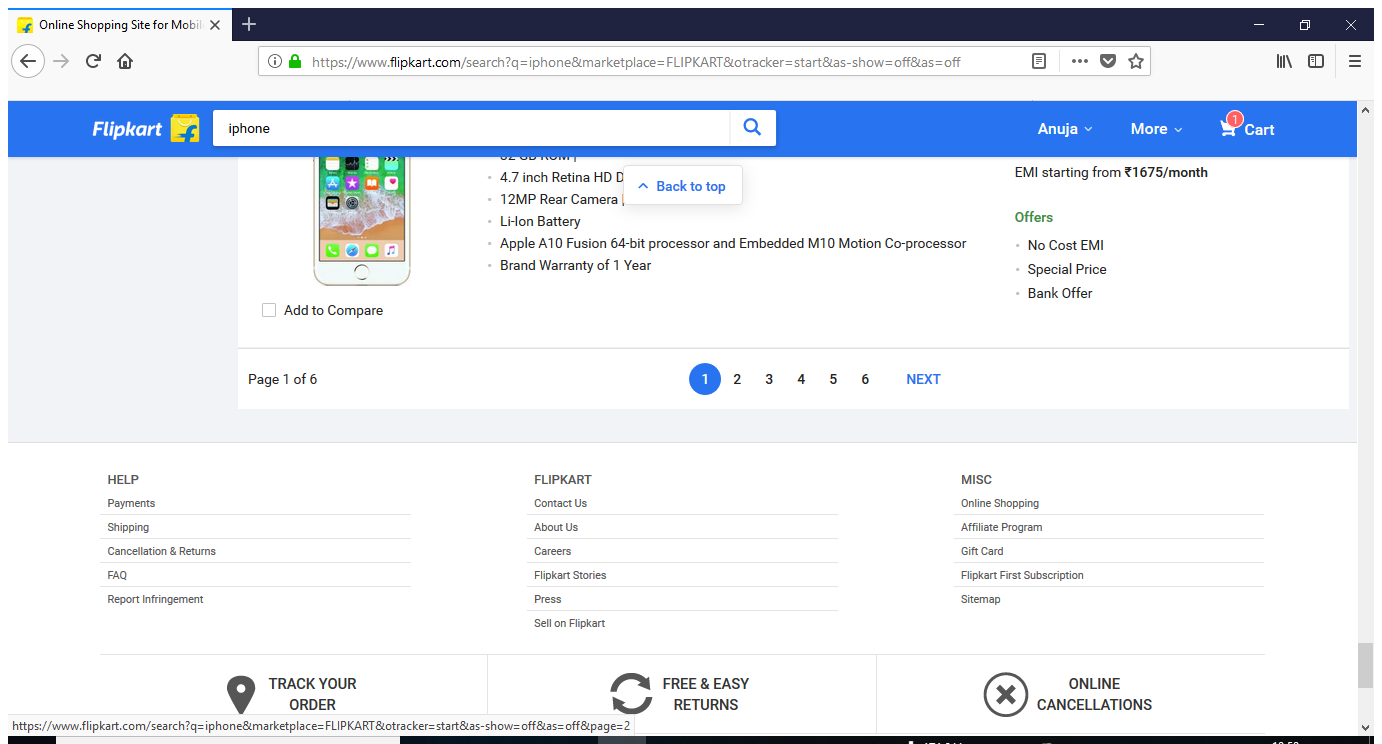 Online Shopping Site for Mobil
https://www.flipkart.com/search?q=iphone&marketplace=FLIPKART&otracker=start&as-show=off&as=off
Flipkart
iphone
Anuja
More
1
Cart
32 GB ROM |
4.7 inch Retina HD D
Back to top
12MP Rear Camera
Li-Ion Battery
Apple A10 Fusion 64-bit processor and Embedded M10 Motion Co-processor
Brand Warranty of 1 Year
Add to Compare
EMI starting from ₹1675/month
Offers
No Cost EMI
Special Price
Bank Offer
Page 1 of 6
1 2 3 4 5 6 NEXT
HELP
Payments
Shipping
Cancellation & Returns
FAQ
Report Infringement
FLIPKART
Contact Us
About Us
Careers
Flipkart Stories
Press
Sell on Flipkart
MISC
Online Shopping
Affiliate Program
Gift Card
Flipkart First Subscription
Sitemap
TRACK YOUR
ORDER
FREE & EASY
RETURNS
ONLINE
CANCELLATIONS
https://www.flipkart.com/search?q=iphone&marketplace=FLIPKART&otracker=start&as-show=off&as=off&page=2